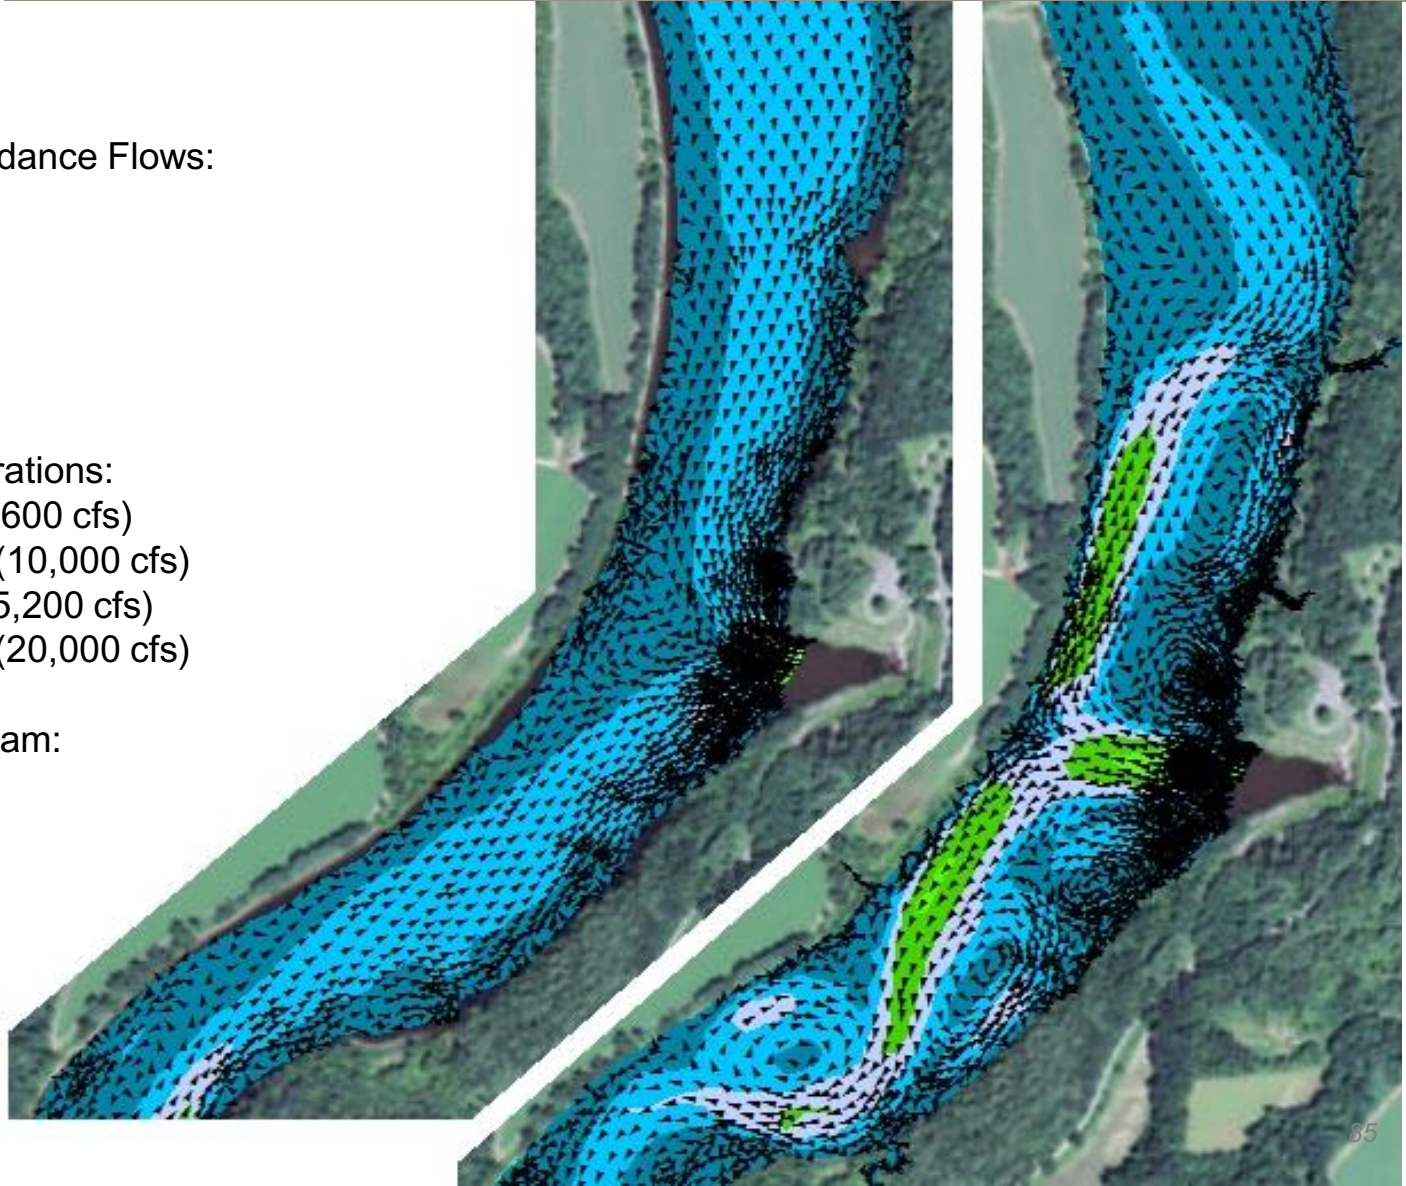 dance Flows:
rations:
600 cfs)
(10,000 cfs)
5,200 cfs)
(20,000 cfs)
am:
85